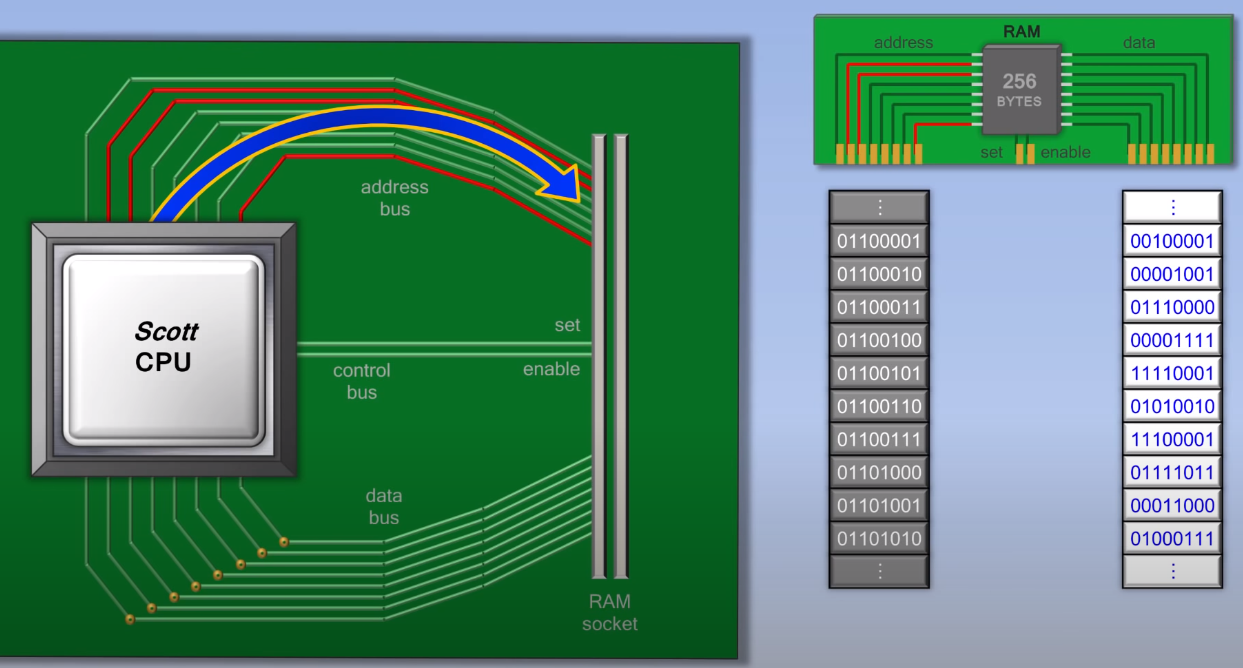 address
bus
Scott
CPU
set
control
bus
enable
data
bus
RAM
socket
RAM
address
data
256
BYTES
set
enable
⋮
01100001
01100010
01100011
01100100
01100101
01100110
01100111
01101000
01101001
01101010
⋮
⋮
00100001
00001001
01110000
00001111
11110001
01010010
11100001
01111011
00011000
01000111
⋮